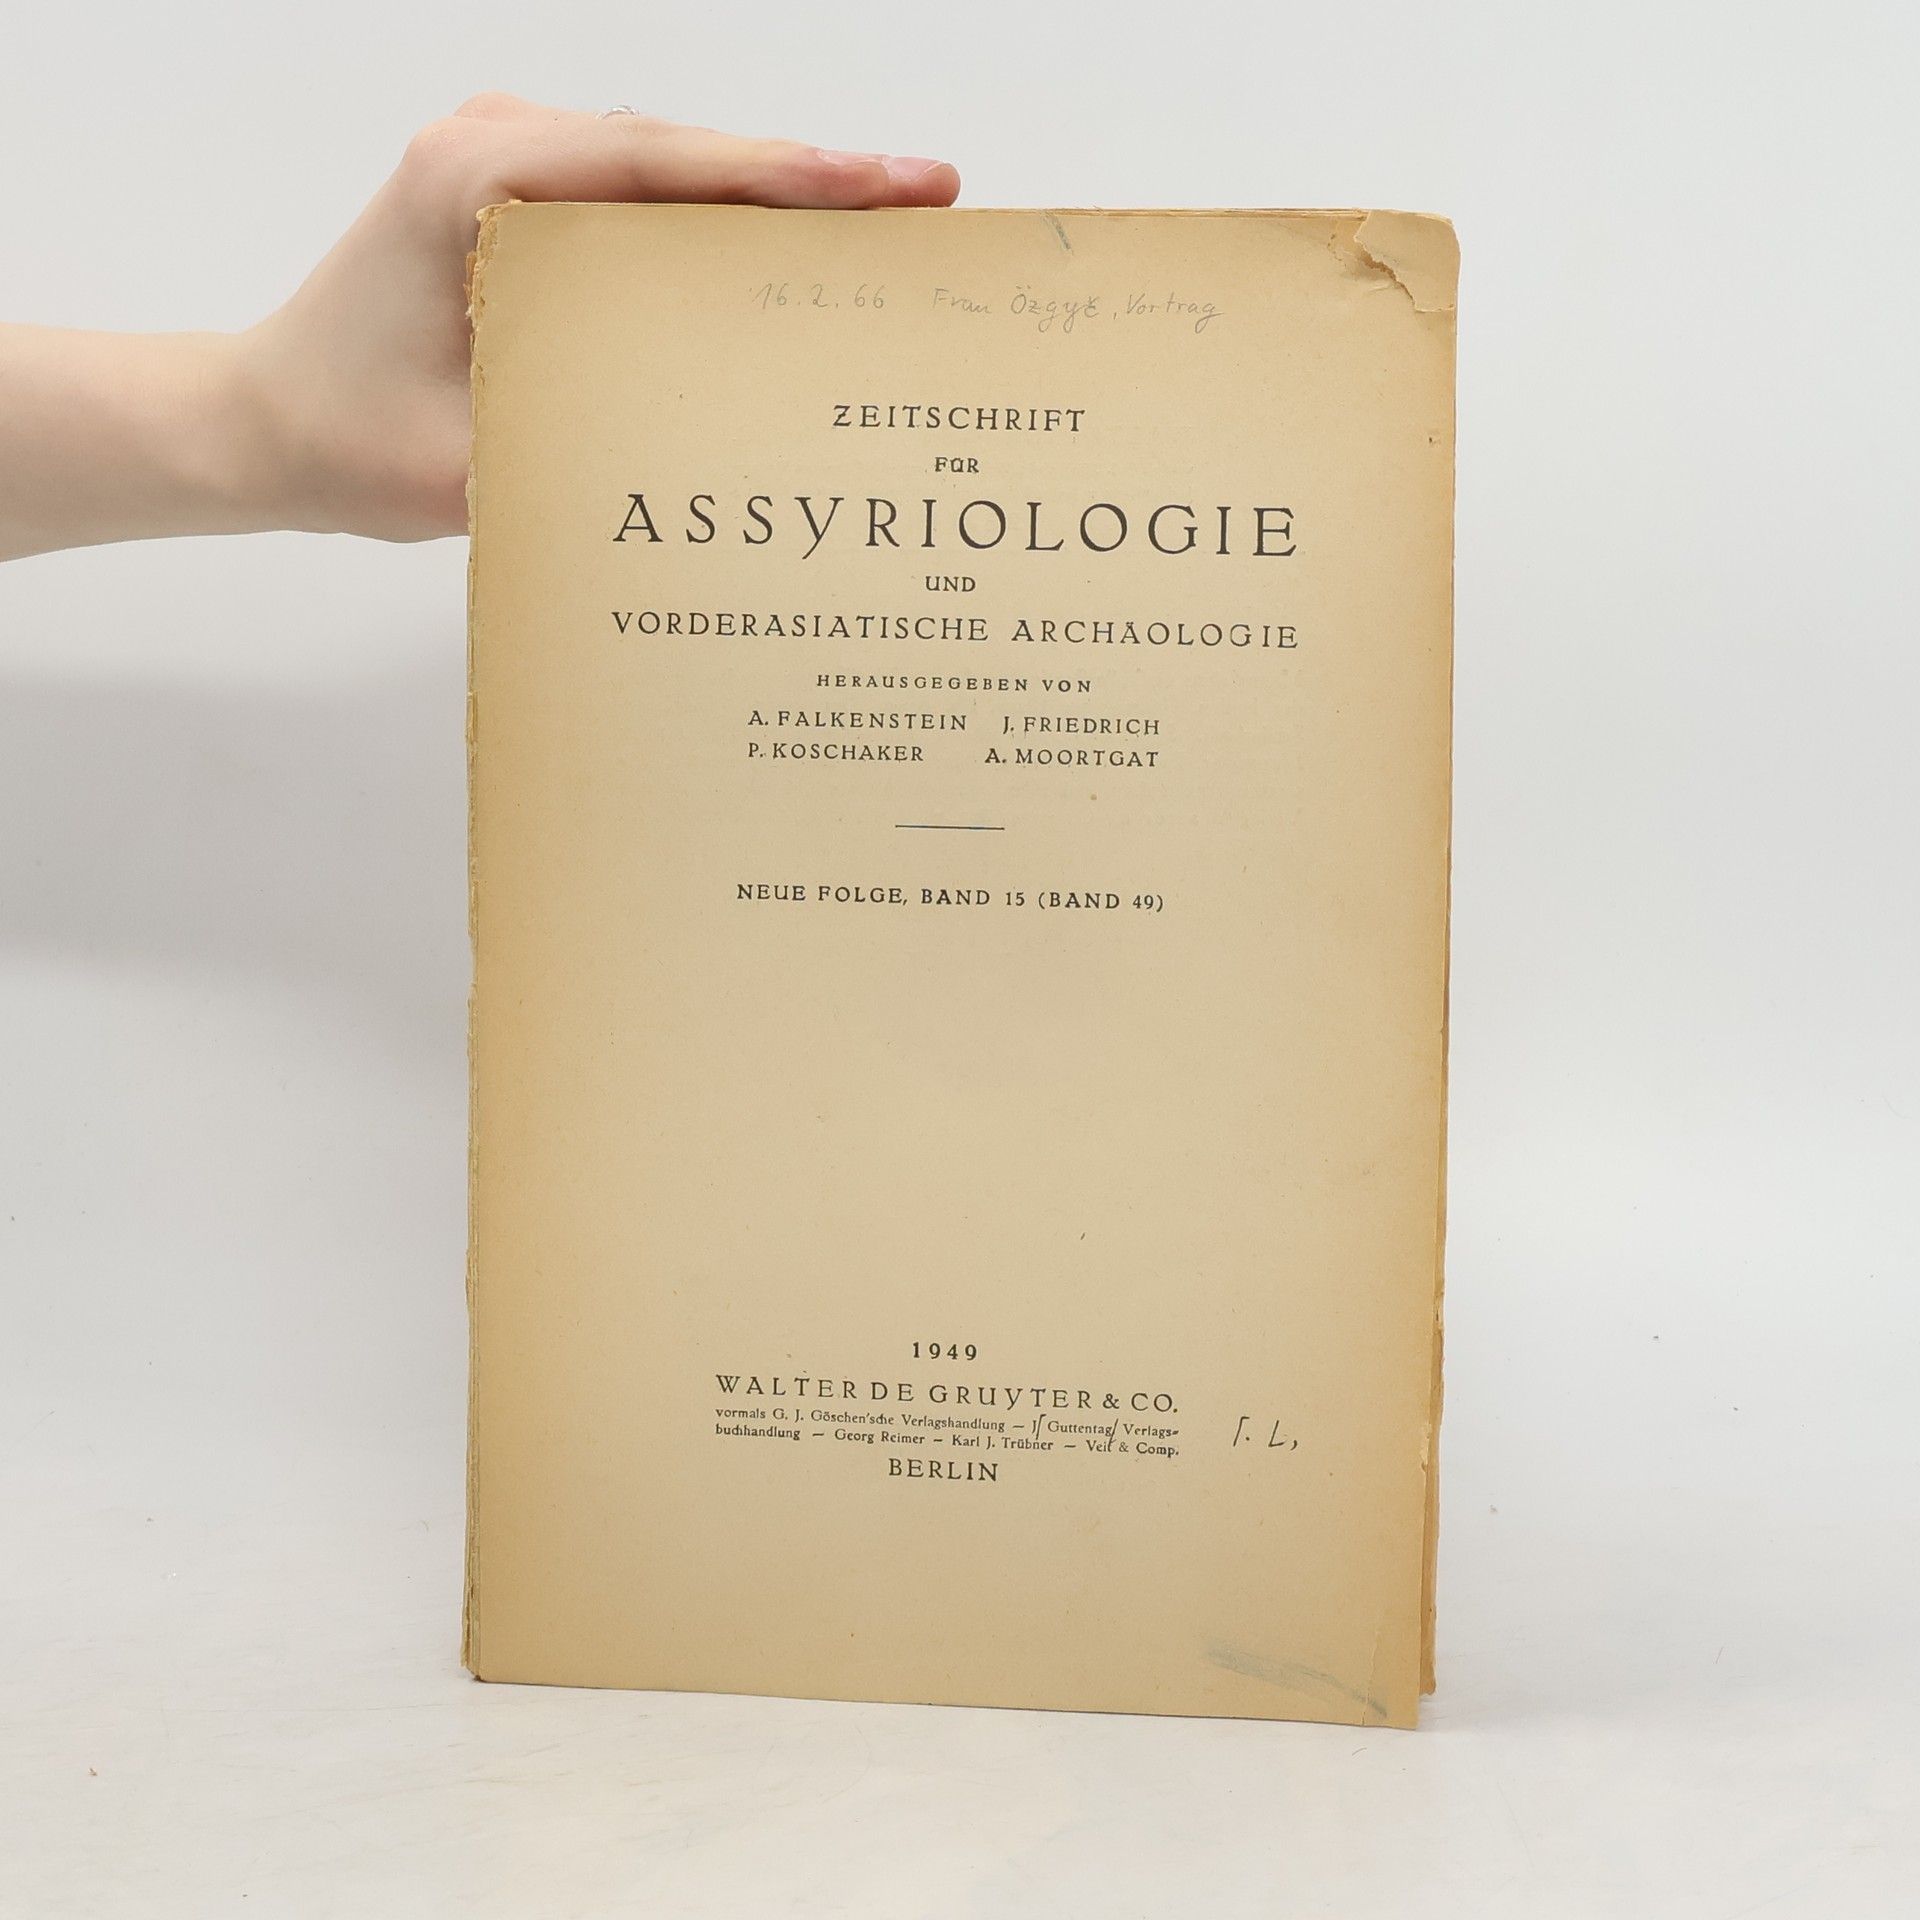 16.2.66 Frau Özgyč, Vortrag
ZEITSCHRIFT
FÜR
ASSYRIOLOGIE
UND
VORDERASIATISCHE ARCHÄOLOGIE
HERAUSGEGEBEN VON
A. FALKENSTEIN J. FRIEDRICH
P. KOSCHAKER A. MOORTGAT
NEUE FOLGE, BAND 15 (BAND 49)
1949
WALTER DE GRUYTER & CO.
vormals G. J. Göschen'sche Verlagshandlung — J. Guttentag, Verlags-
buchhandlung — Georg Reimer — Karl J. Trübner — Veit & Comp.
BERLIN